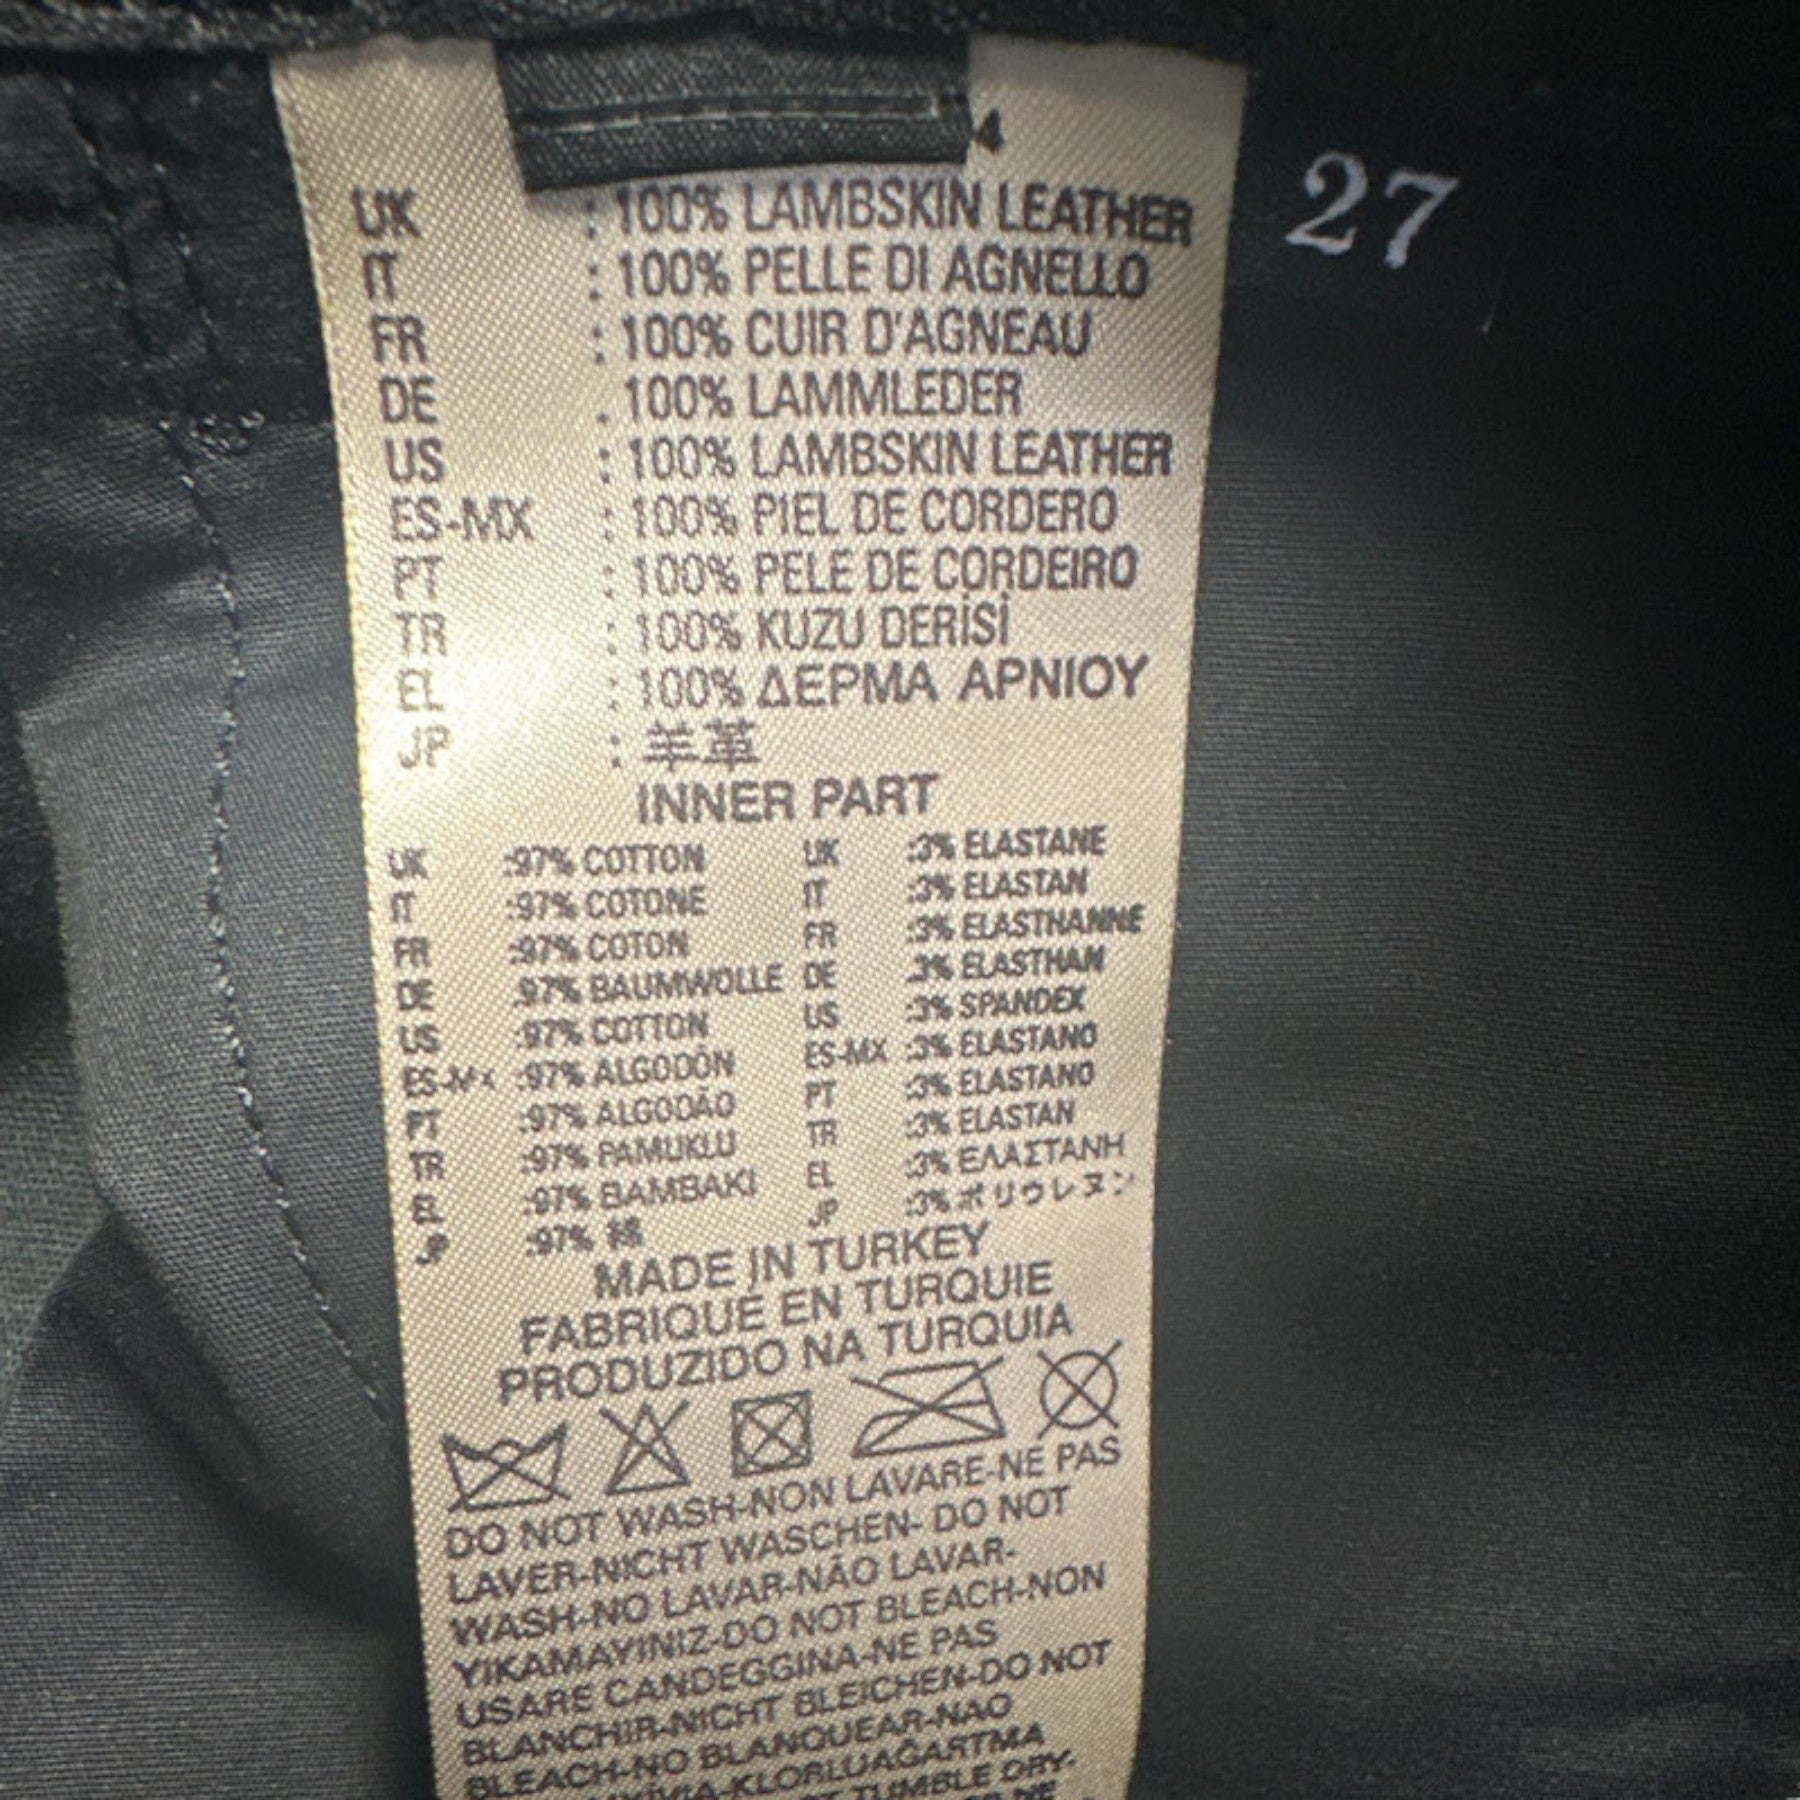 4
27
UK : 100% LAMBSKIN LEATHER
IT : 100% PELLE DI AGNELLO
FR : 100% CUIR D'AGNEAU
DE . 100% LAMMLEDER
US : 100% LAMBSKIN LEATHER
ES-MX : 100% PIEL DE CORDERO
PT : 100% PELE DE CORDEIRO
TR : 100% KUZU DERİSİ
EL : 100% ΔΕΡΜΑ ΑΡΝΙΟΥ
JP : 羊革
INNER PART
UK :97% COTTON UK :3% ELASTANE
IT :97% COTONE IT :3% ELASTAN
FR :97% COTON FR :3% ELASTHANNE
DE .97% BAUMWOLLE DE .3% ELASTHAN
US :97% COTTON US :3% SPANDEX
ES-MX :97% ALGODÓN ES-MX :3% ELASTANO
PT :97% ALGODÃO PT :3% ELASTANO
TR :97% PAMUKLU TR :3% ELASTAN
EL :97% BAMBAKI EL :3% ΕΛΑΣΤΑΝΗ
JP :97% 綿 JP :3% ポリウレタン
MADE IN TURKEY
FABRIQUE EN TURQUIE
PRODUZIDO NA TURQUIA
DO NOT WASH-NON LAVARE-NE PAS
LAVER-NICHT WASCHEN- DO NOT
WASH-NO LAVAR-NÃO LAVAR-
YIKAMAYINIZ-DO NOT BLEACH-NON
USARE CANDEGGINA-NE PAS
BLANCHIR-NICHT BLEICHEN-DO NOT
BLEACH-NO BLANQUEAR-NAO
KLORLUAĞARTMA
TUMBLE DRY-
NE